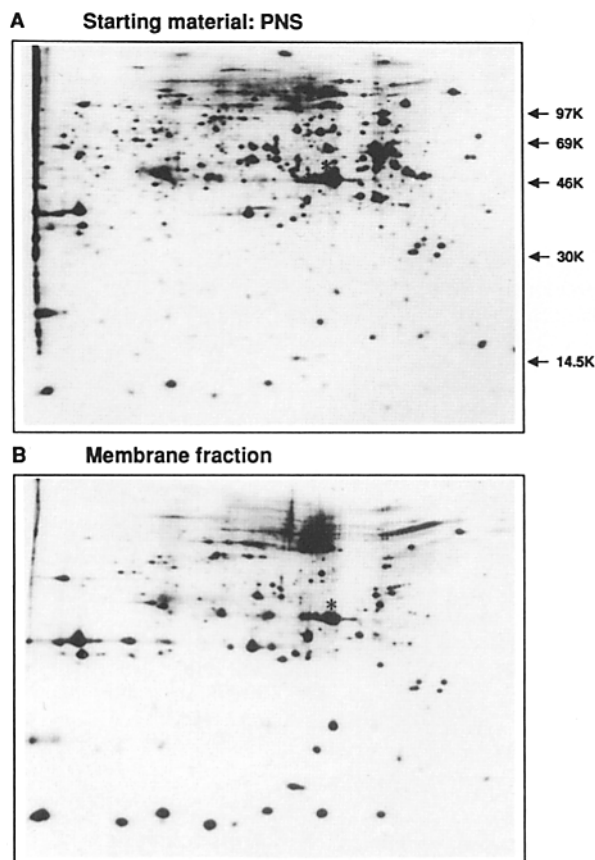 A Starting material: PNS
← 97K
← 69K
*
← 46K
← 30K
← 14.5K
B Membrane fraction
*